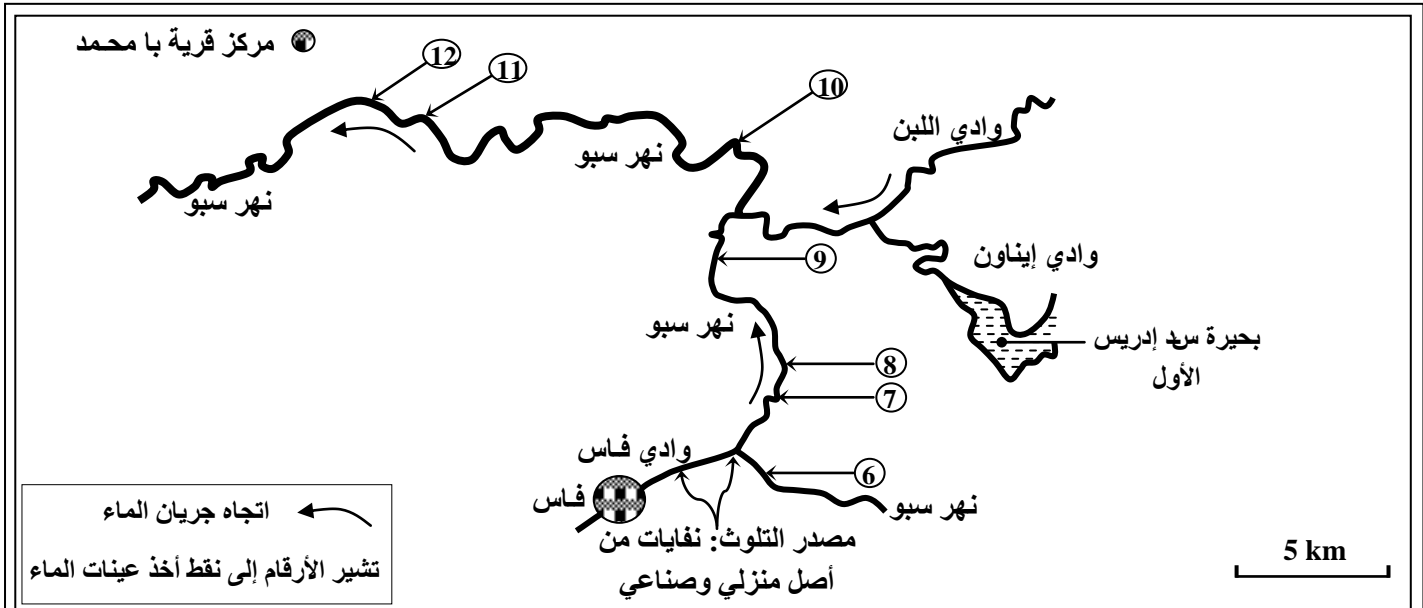 مركز قرية با محمد
12
11
10
وادي اللبن
نهر سبو
نهر سبو
وادي إيناون
9
نهر سبو
بحيرة سد إدريس
الأول
8
7
وادي فاس
6
فاس
نهر سبو
مصدر التلوث: نفايات من
أصل منزلي وصناعي
اتجاه جريان الماء
تشير الأرقام إلى نقط أخذ عينات الماء
5 km